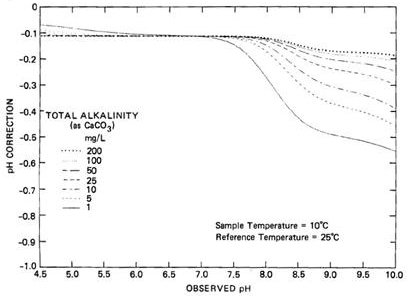 0
-0.1
-0.2
-0.3
-0.4
-0.5
-0.6
-0.7
-0.8
-0.9
-1.0
pH CORRECTION
TOTAL ALKALINITY
(as CaCO3)
mg/L
200
100
50
25
10
5
1
Sample Temperature = 10°C
Reference Temperature = 25°C
4.5 5.0 5.5 6.0 6.5 7.0 7.5 8.0 8.5 9.0 9.5 10.0
OBSERVED pH